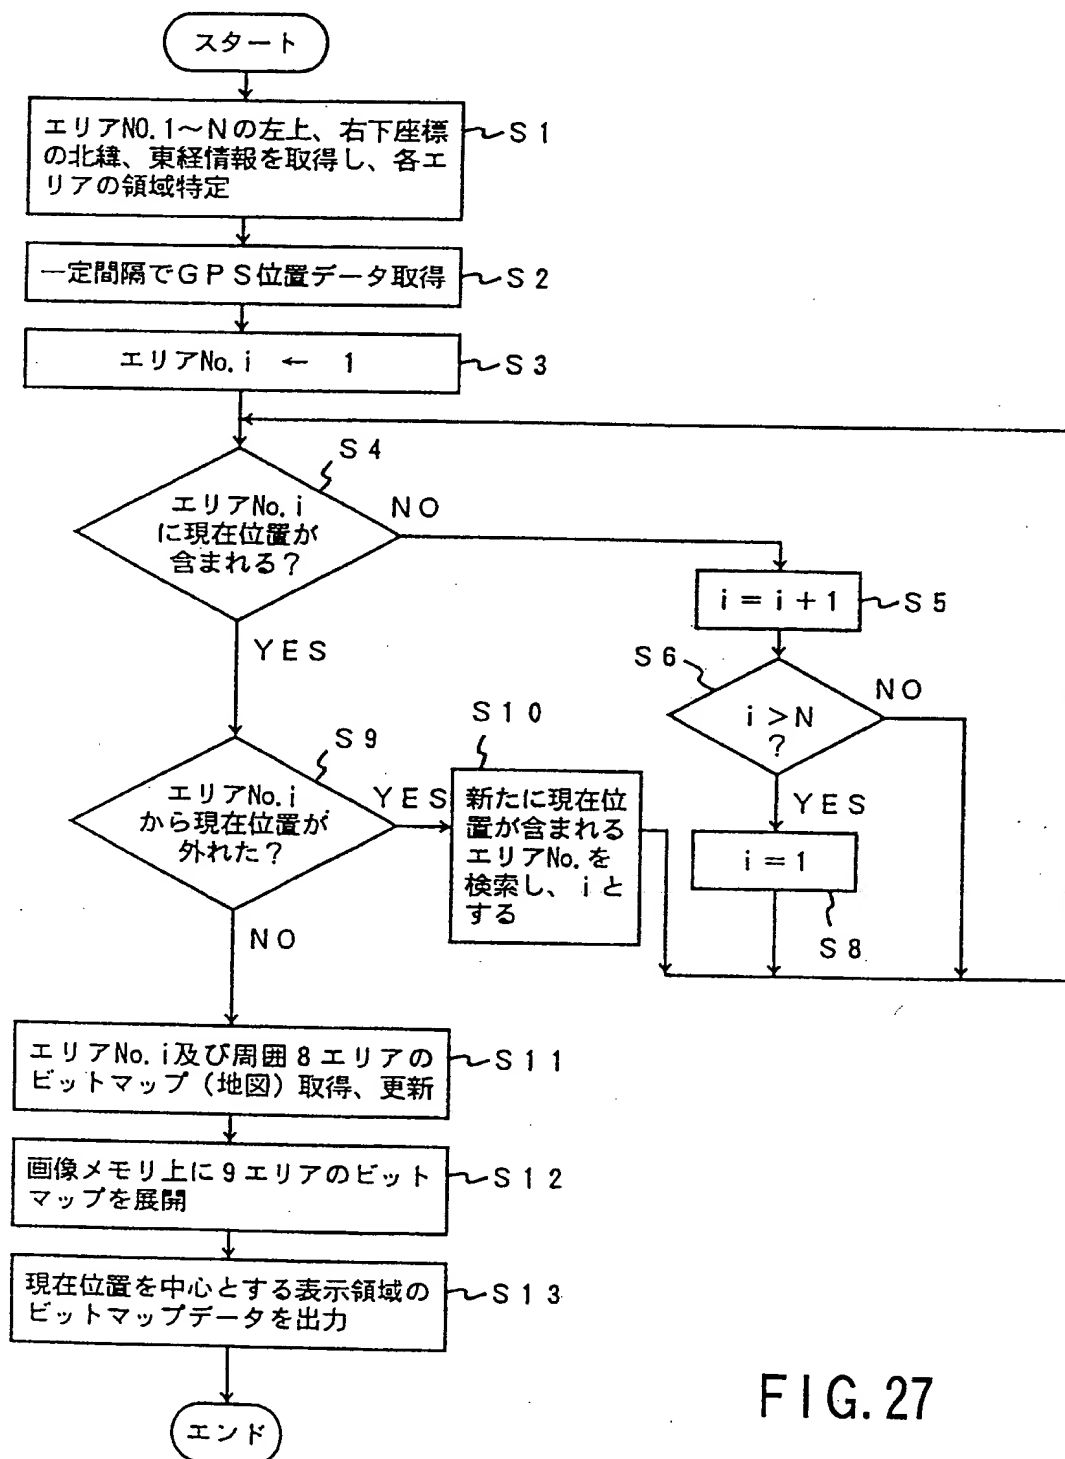 スタート
エリアNO.1～Nの左上、右下座標
の北緯、東経情報を取得し、各エ
リアの領域特定
S1
一定間隔でGPS位置データ取得
S2
エリアNo.i ← 1
S3
S4
エリアNo.i
に現在位置が
含まれる?
NO
YES
i=i+1
S5
S6
i>N
?
NO
YES
i=1
S8
S9
エリアNo.i
から現在位置が
外れた?
YES
NO
S10
新たに現在位
置が含まれる
エリアNo.を
検索し、iと
する
エリアNo.i及び周囲8エリアの
ビットマップ(地図)取得、更新
S11
画像メモリ上に9エリアのビット
マップを展開
S12
現在位置を中心とする表示領域の
ビットマップデータを出力
S13
エンド
FIG.27